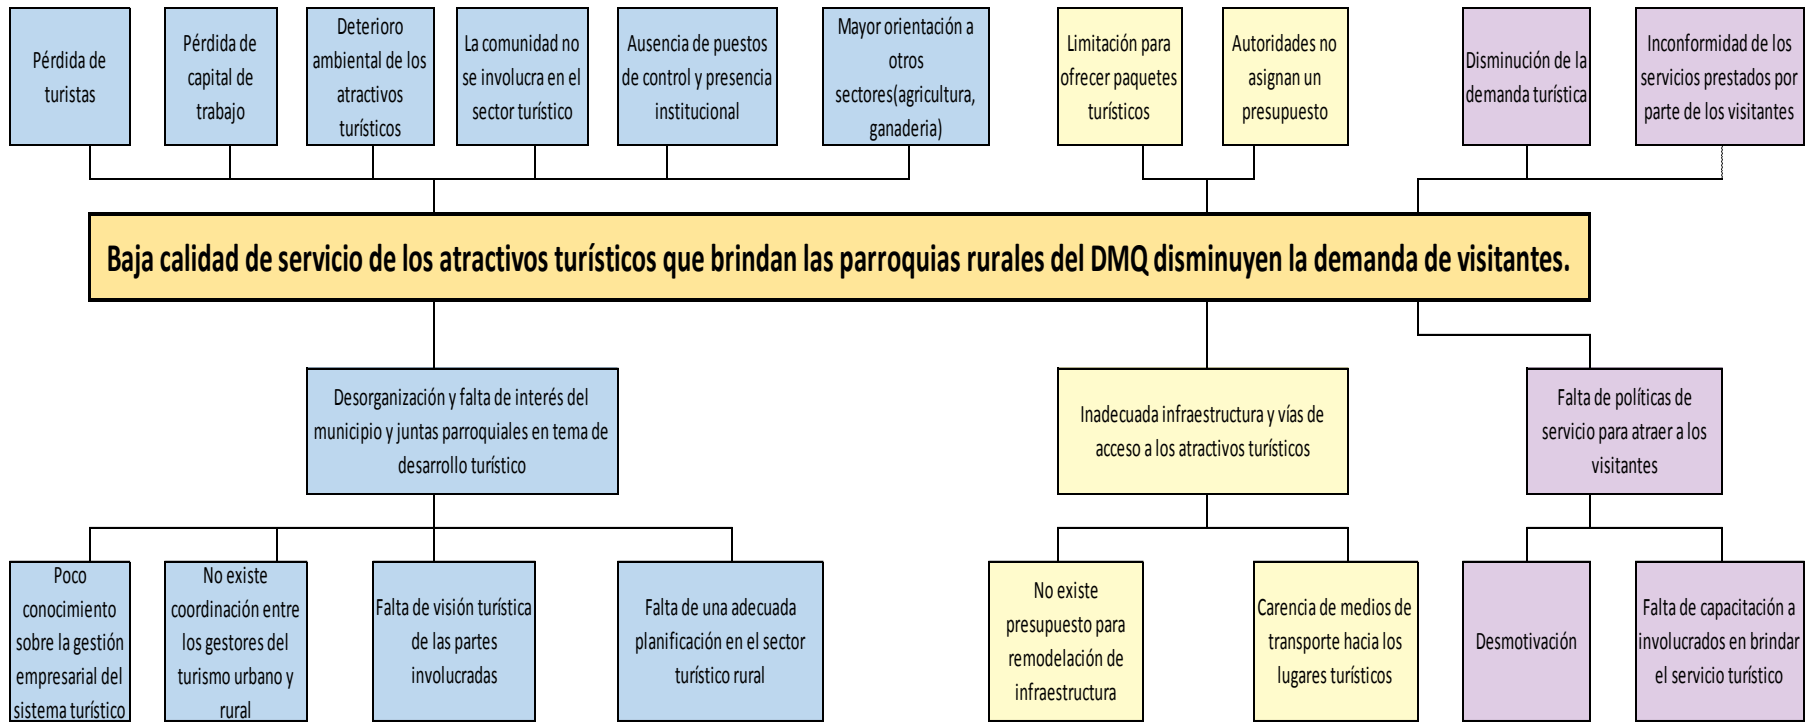 Pérdida de
turistas
Pérdida de
capital de
trabajo
Deterioro
ambiental de los
atractivos
turísticos
La comunidad no
se involucra en el
sector turístico
Ausencia de puestos
de control y presencia
institucional
Mayor orientación a
otros
sectores(agricultura,
ganaderia)
Limitación para
ofrecer paquetes
turísticos
Autoridades no
asignan un
presupuesto
Disminución de la
demanda turística
Inconformidad de los
servicios prestados por
parte de los visitantes
Baja calidad de servicio de los atractivos turísticos que brindan las parroquias rurales del DMQ disminuyen la demanda de visitantes.
Desorganización y falta de interés del
municipio y juntas parroquiales en tema de
desarrollo turístico
Inadecuada infraestructura y vías de
acceso a los atractivos turísticos
Falta de políticas de
servicio para atraer a los
visitantes
Poco
conocimiento
sobre la gestión
empresarial del
sistema turístico
No existe
coordinación entre
los gestores del
turismo urbano y
rural
Falta de visión turística
de las partes
involucradas
Falta de una adecuada
planificación en el sector
turístico rural
No existe
presupuesto para
remodelación de
infraestructura
Carencia de medios de
transporte hacia los
lugares turísticos
Desmotivación
Falta de capacitación a
involucrados en brindar
el servicio turístico